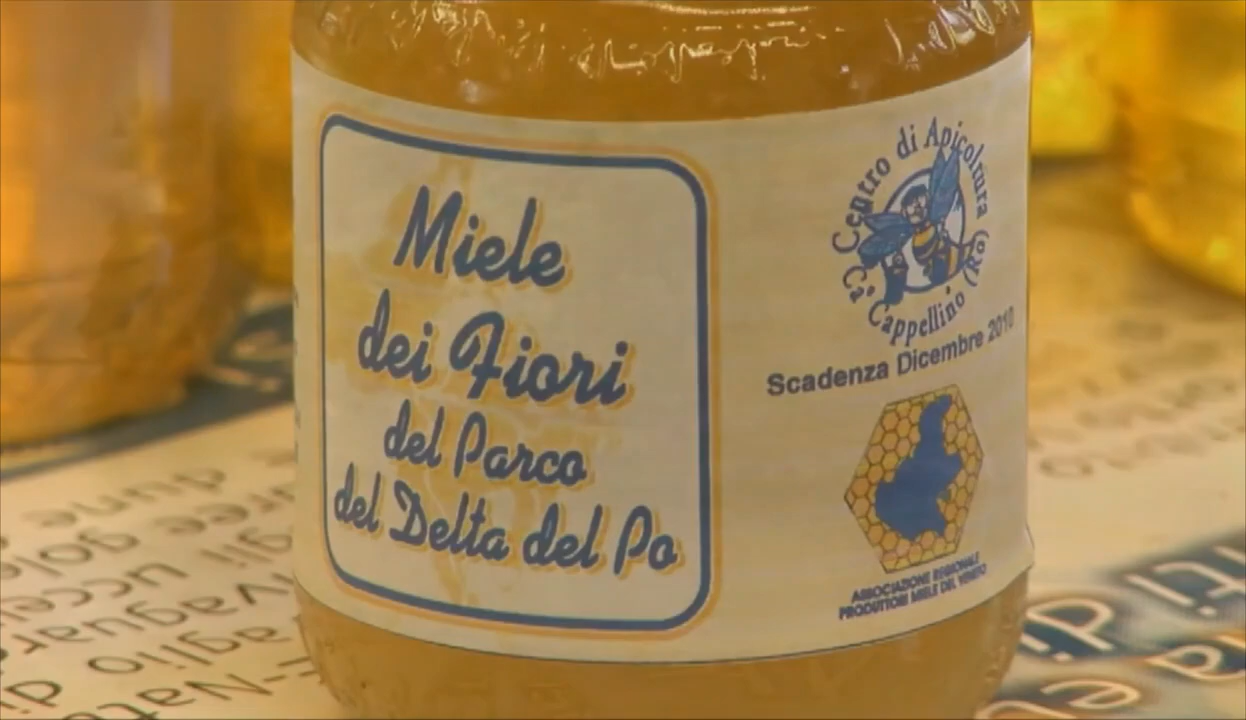 Miele
dei Fiori
del Parco
del Delta del Po
Centro di Apicoltura
Cà Cappellino (Ro)
Scadenza Dicembre 2010
ASSOCIAZIONE REGIONALE
PRODUTTORI MIELE DEL VENETO